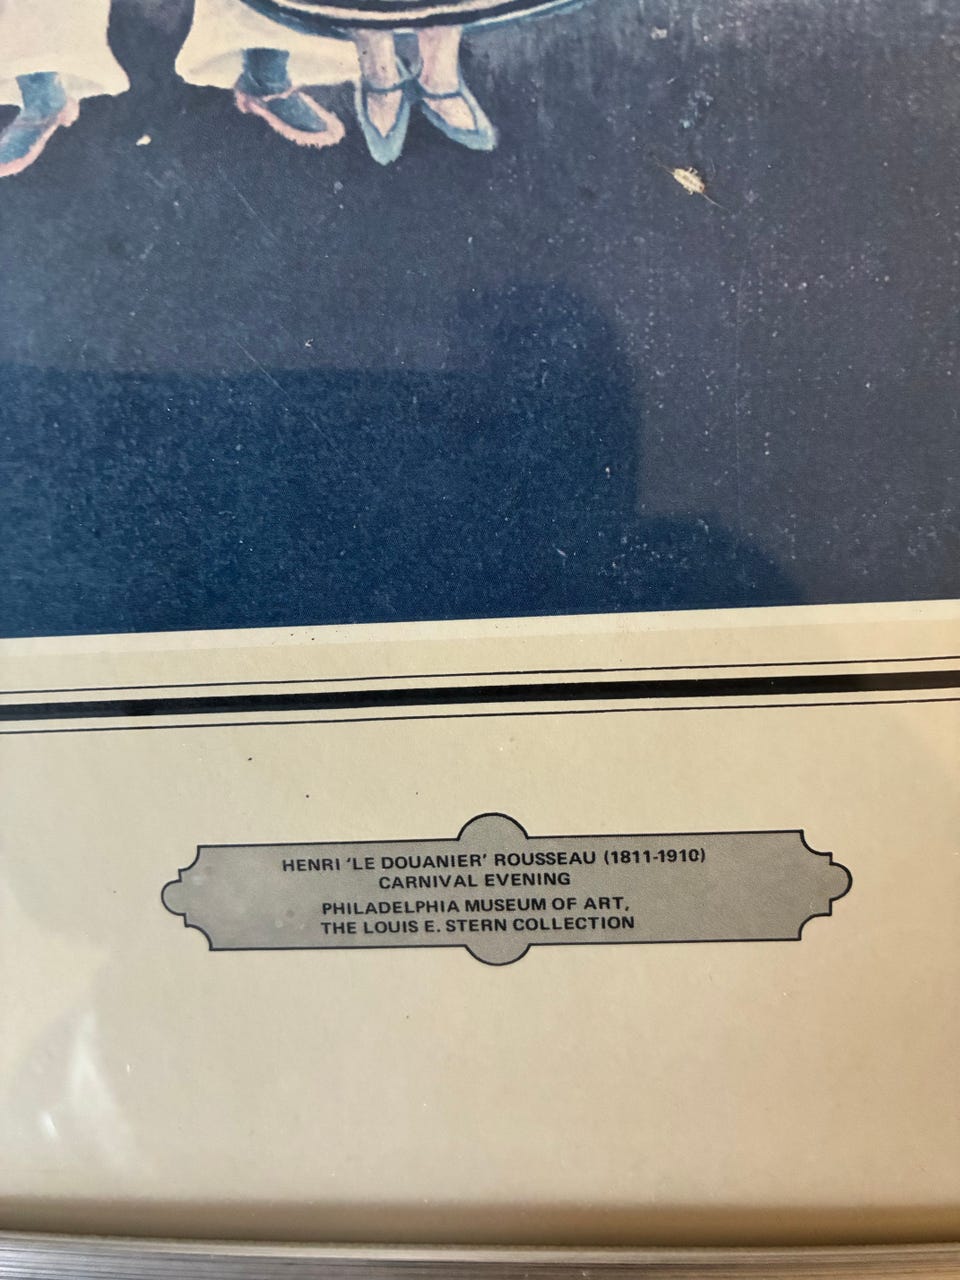 HENRI 'LE DOUANIER' ROUSSEAU (1811-1910)
CARNIVAL EVENING
PHILADELPHIA MUSEUM OF ART,
THE LOUIS E. STERN COLLECTION